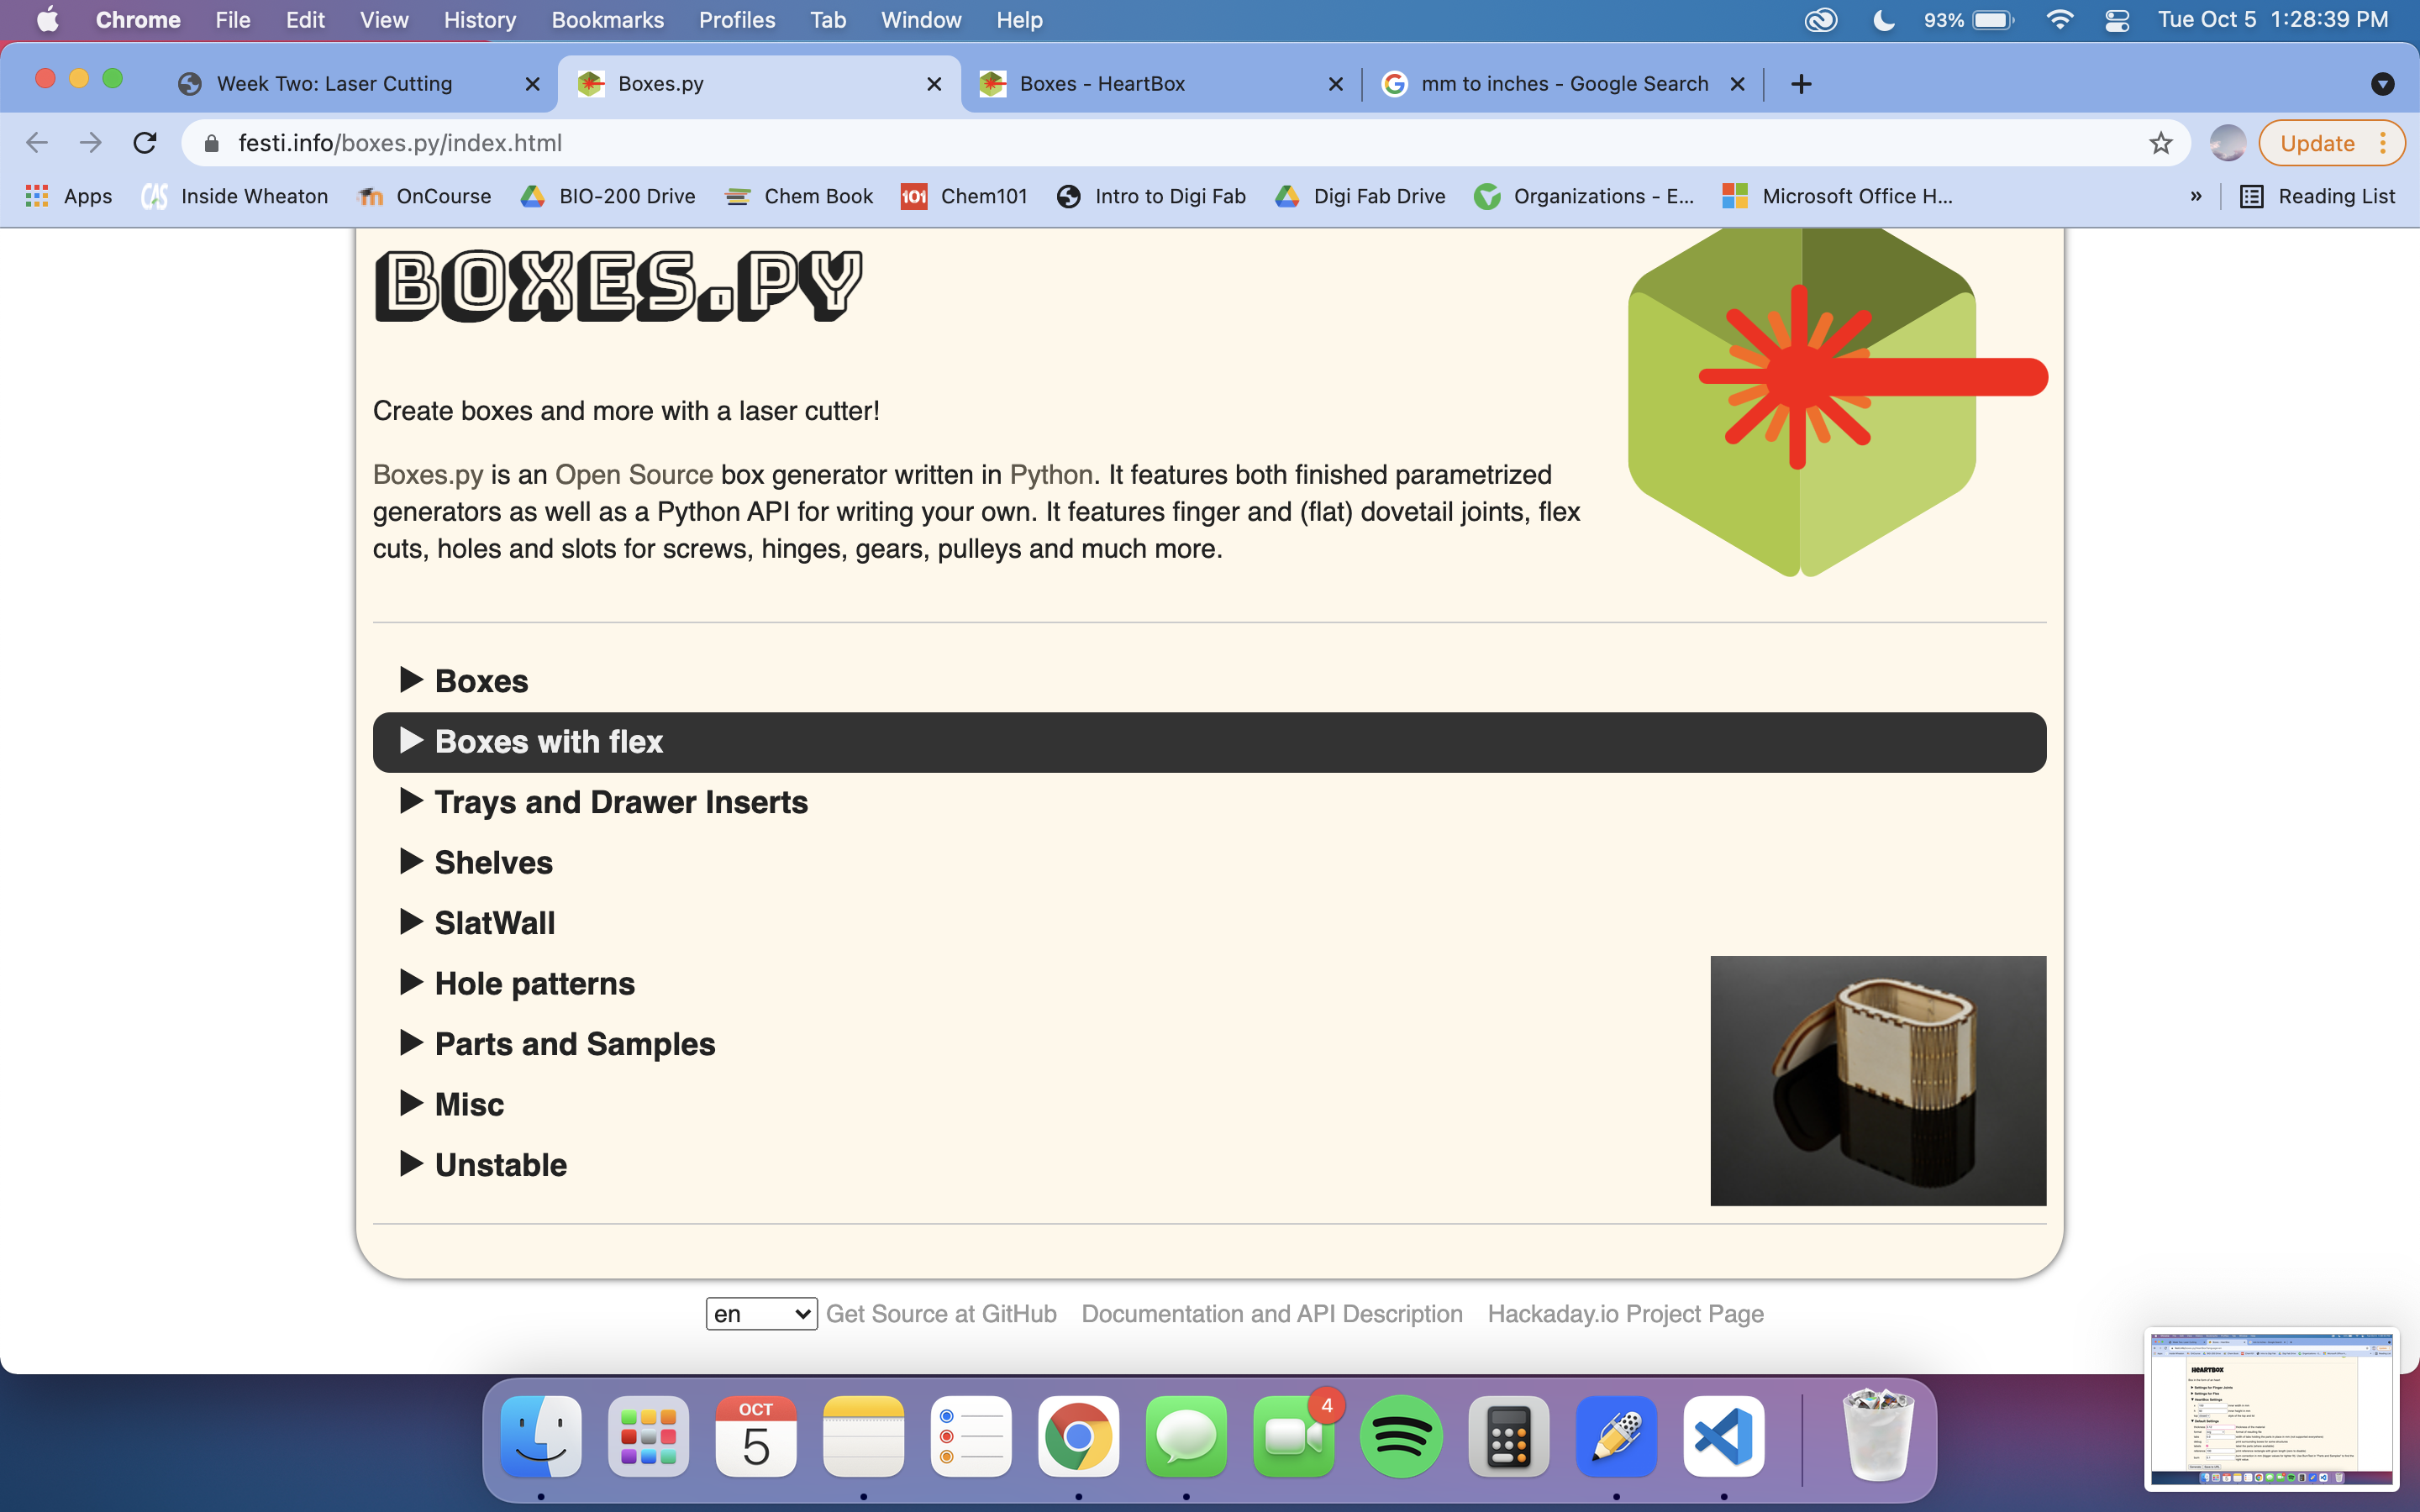 Chrome File Edit View History Bookmarks Profiles Tab Window Help 93% Tue Oct 5 1:28:39 PM
Week Two: Laser Cutting Boxes.py Boxes - HeartBox mm to inches - Google Search
festi.info/boxes.py/index.html Update
Apps Inside Wheaton OnCourse BIO-200 Drive Chem Book 101 Chem101 Intro to Digi Fab Digi Fab Drive Organizations - E... Microsoft Office H... » Reading List
BOXES.PY
Create boxes and more with a laser cutter!
Boxes.py is an Open Source box generator written in Python. It features both finished parametrized
generators as well as a Python API for writing your own. It features finger and (flat) dovetail joints, flex
cuts, holes and slots for screws, hinges, gears, pulleys and much more.
Boxes
Boxes with flex
Trays and Drawer Inserts
Shelves
SlatWall
Hole patterns
Parts and Samples
Misc
Unstable
en Get Source at GitHub Documentation and API Description Hackaday.io Project Page
HEARTBOX
OCT
5
4